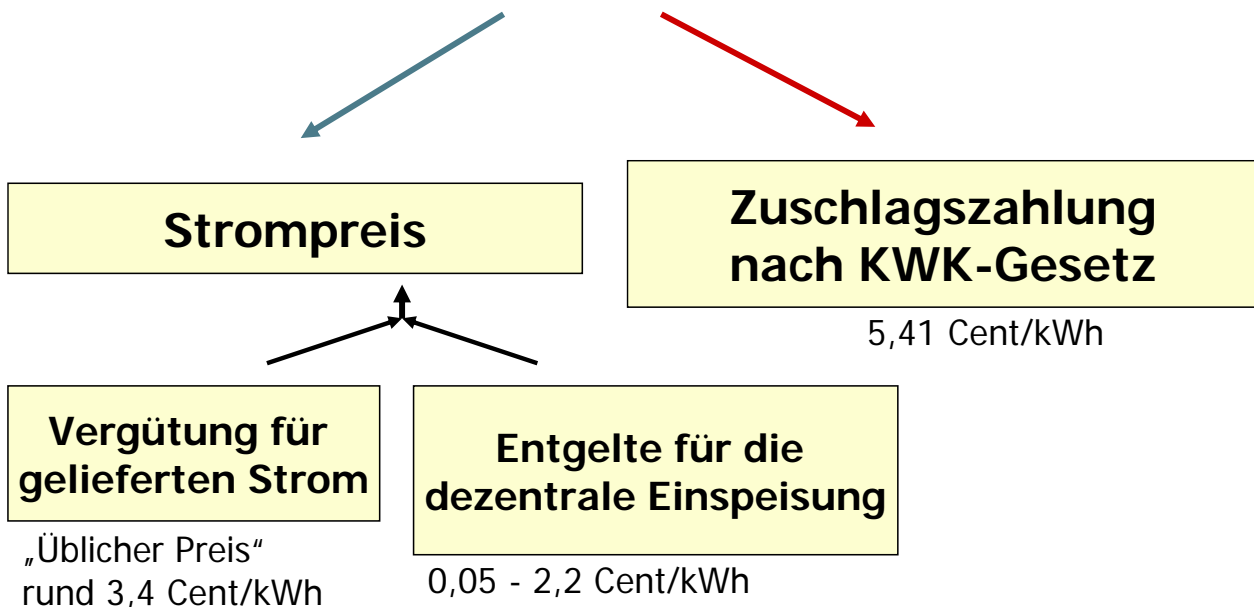 Strompreis
Zuschlagszahlung
nach KWK-Gesetz
5,41 Cent/kWh
Vergütung für
gelieferten Strom
„Üblicher Preis“
rund 3,4 Cent/kWh
Entgelte für die
dezentrale Einspeisung
0,05 - 2,2 Cent/kWh